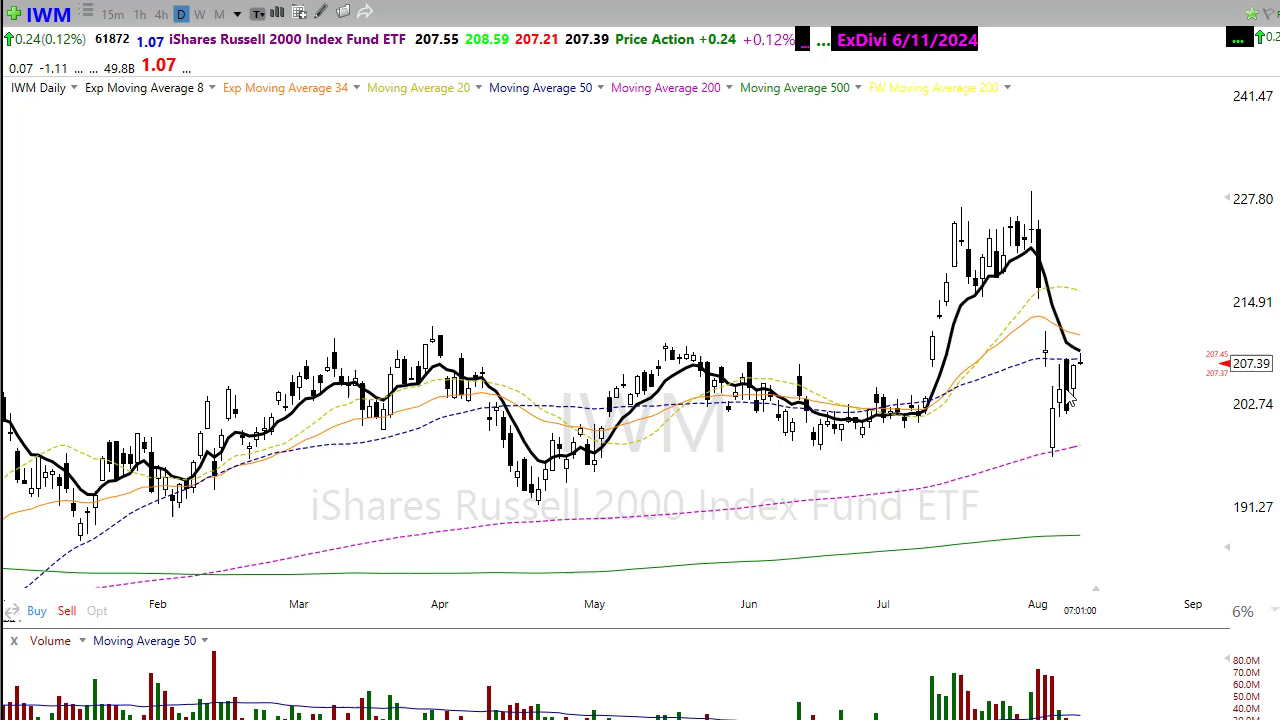 IWM 15m 1h 4h D W M T
0.24(0.12%) 61872 1.07 iShares Russell 2000 Index Fund ETF 207.55 208.59 207.21 207.39 Price Action +0.24 +0.12% ... ... ExDivi 6/11/2024 ...
0.07 -1.11 ... ... 49.8B 1.07 ...
IWM Daily Exp Moving Average 8 Exp Moving Average 34 Moving Average 20 Moving Average 50 Moving Average 200 Moving Average 500 FW Moving Average 200
241.47
227.80
214.91
207.45
207.39
207.37
202.74
191.27
IWM
iShares Russell 2000 Index Fund ETF
Feb Mar Apr May Jun Jul Aug Sep
07:01:00
Buy Sell Opt 6%
X Volume Moving Average 50
80.0M
70.0M
60.0M
50.0M
40.0M